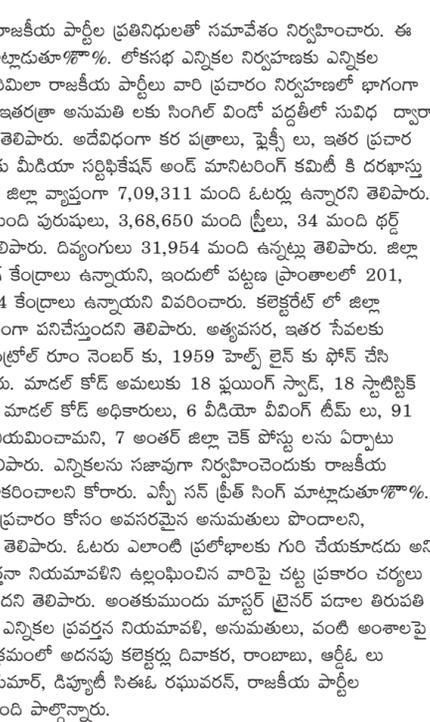 రాజకీయ పార్టీల ప్రతినిధులతో సమావేశం నిర్వహించారు. ఈ
ట్లాడుతూ%॰॰%. లోకసభ ఎన్నికల నిర్వహణకు ఎన్నికల
మిలా రాజకీయ పార్టీలు వారి ప్రచారం నిర్వహణలో భాగంగా
ఇతరత్రా అనుమతి లకు సింగిల్ విండో పద్దతీలో సువిధ ద్వారా
తెలిపారు. అదేవిధంగా కర పత్రాలు, ఫ్లెక్సీ లు, ఇతర ప్రచార
కు మీడియా సర్టిఫికేషన్ అండ్ మానిటరింగ్ కమిటీ కి దరఖాస్తు
జిల్లా వ్యాప్తంగా 7,09,311 మంది ఓటర్లు ఉన్నారని తెలిపారు.
మంది పురుషులు, 3,68,650 మంది స్త్రీలు, 34 మంది థర్డ్
లిపారు. దివ్యంగులు 31,954 మంది ఉన్నట్లు తెలిపారు. జిల్లా
కేంద్రాలు ఉన్నాయని, ఇందులో పట్టణ ప్రాంతాలలో 201,
4 కేంద్రాలు ఉన్నాయని వివరించారు. కలెక్టరేట్ లో జిల్లా
ంగా పనిచేస్తుందని తెలిపారు. అత్యవసర, ఇతర సేవలకు
ట్రోల్ రూం నెంబర్ కు, 1959 హెల్ప్ లైన్ కు ఫోన్ చేసి
రు. మాడల్ కోడ్ అమలుకు 18 ఫ్లయింగ్ స్వాడ్, 18 స్టాటిస్టిక్
మాడల్ కోడ్ అధికారులు, 6 వీడియో వీవింగ్ టీమ్ లు, 91
యమించామని, 7 అంతర్ జిల్లా చెక్ పోస్టు లను ఏర్పాటు
పారు. ఎన్నికలను సజావుగా నిర్వహించెందుకు రాజకీయ
కరించాలని కోరారు. ఎస్పీ సన్ ప్రీత్ సింగ్ మాట్లాడుతూ%॰॰%.
ప్రచారం కోసం అవసరమైన అనుమతులు పొందాలని,
తెలిపారు. ఓటరు ఎలాంటి ప్రలోభాలకు గురి చేయకూడదు అని
ర్తనా నియమావళిని ఉల్లంఘించిన వారిపై చట్ట ప్రకారం చర్యలు
దని తెలిపారు. అంతకుముందు మాస్టర్ ట్రైనర్ పడాల తిరుపతి
ఎన్నికల ప్రవర్తన నియమావళి, అనుమతులు, వంటి అంశాలపై
క్రమంలో అదనపు కలెక్టర్లు దివాకర, రాంబాబు, ఆర్డీఓ లు
మార్, డిప్యూటీ సిఈఓ రఘువరన్, రాజకీయ పార్టీల
ంది పాల్గొన్నారు.